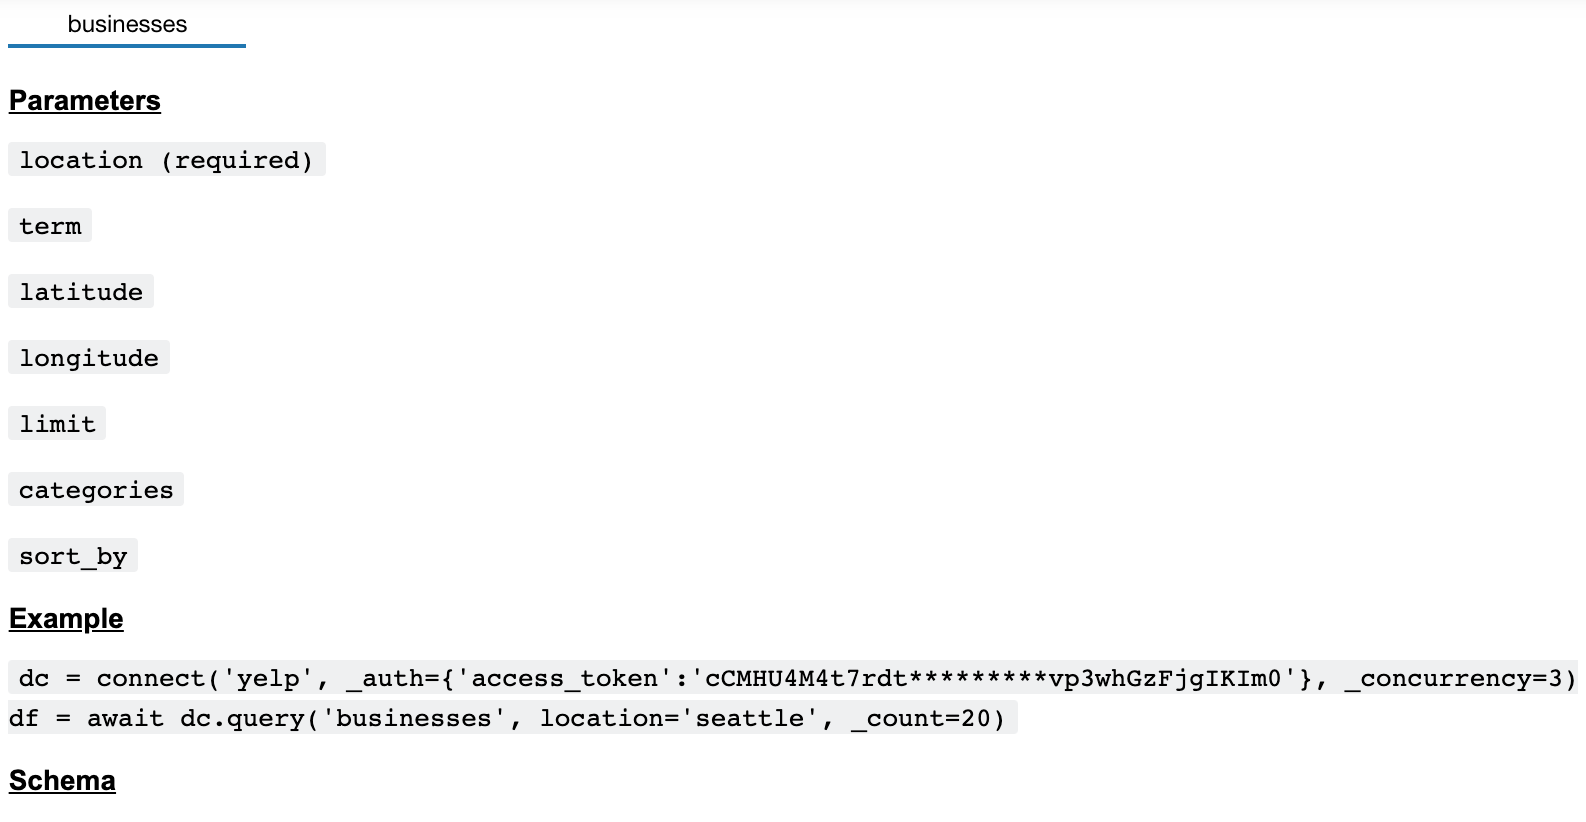 businesses
Parameters
location (required)
term
latitude
longitude
limit
categories
sort_by
Example
dc = connect('yelp', _auth={'access_token':'cCMHU4M4t7rdt*********vp3whGzFjgIKIm0'}, _concurrency=3)
df = await dc.query('businesses', location='seattle', _count=20)
Schema